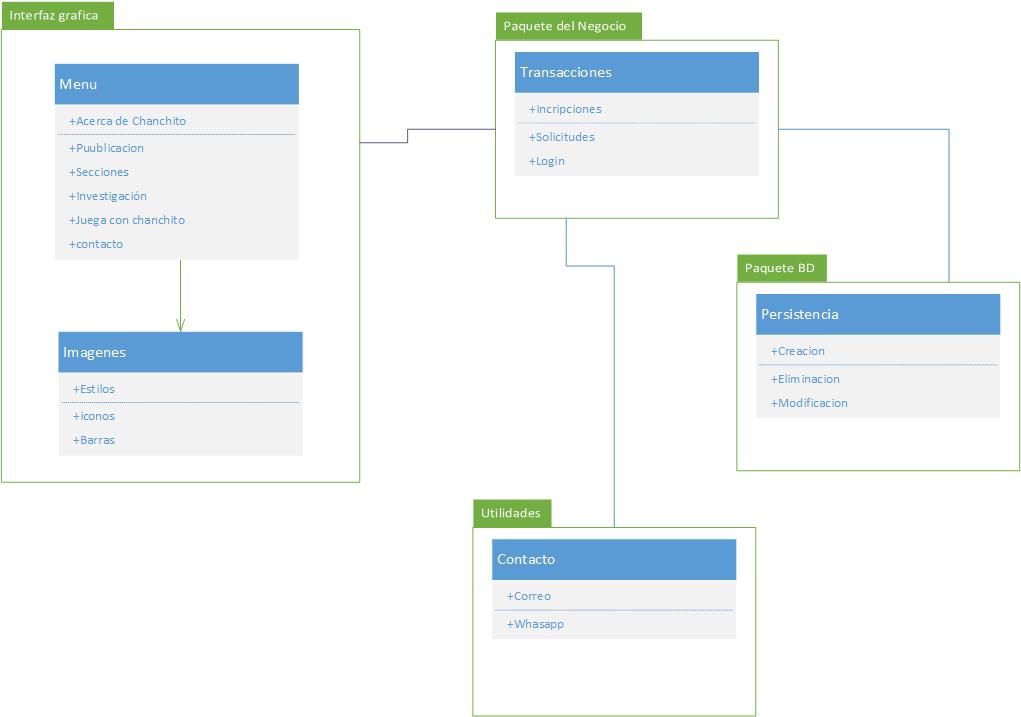 Interfaz grafica
Menu
+Acerca de Chanchito
+Puublicacion
+Secciones
+Investigación
+Juega con chanchito
+contacto
Imagenes
+Estilos
+iconos
+Barras
Paquete del Negocio
Transacciones
+Incripciones
+Solicitudes
+Login
Paquete BD
Persistencia
+Creacion
+Eliminacion
+Modificacion
Utilidades
Contacto
+Correo
+Whasapp